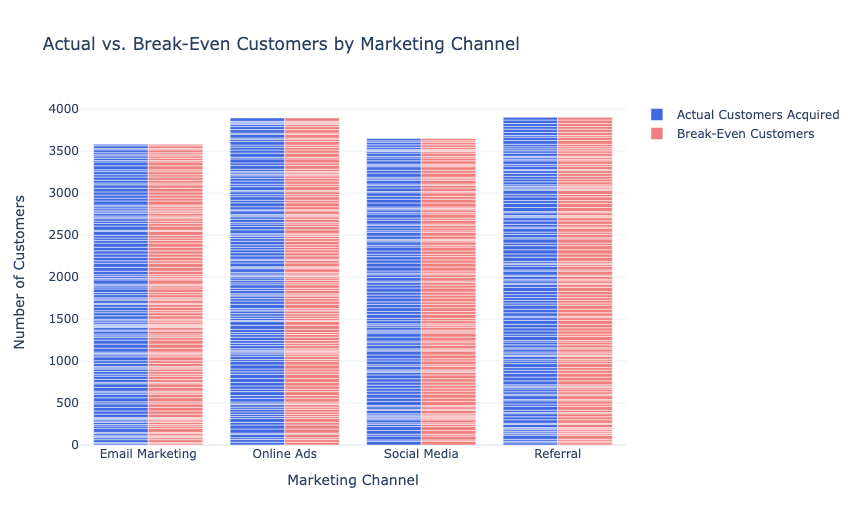 Actual vs. Break-Even Customers by Marketing Channel
Actual Customers Acquired
Break-Even Customers
Number of Customers
4000
3500
3000
2500
2000
1500
1000
500
0
Email Marketing
Online Ads
Social Media
Referral
Marketing Channel